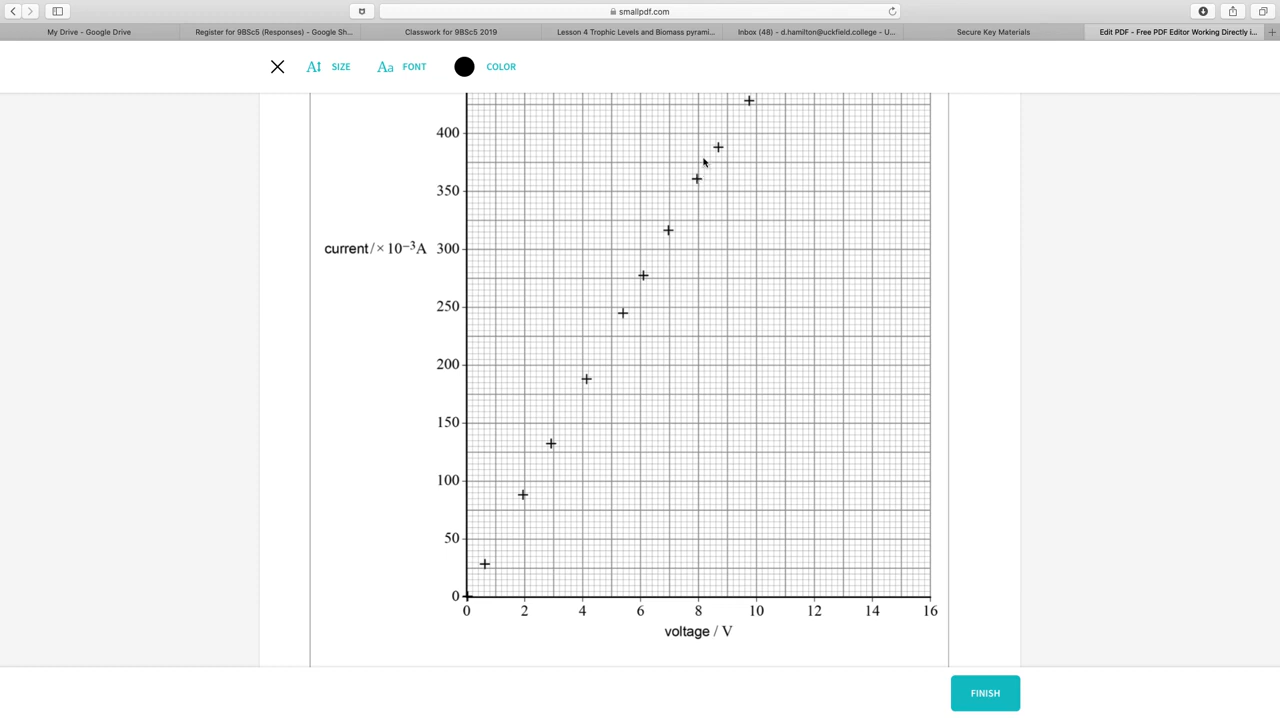 smallpdf.com
My Drive - Google Drive
Register for 9BSc5 (Responses) - Google Sh...
Classwork for 9BSc5 2019
Lesson 4 Trophic Levels and Biomass pyrami...
Inbox (48) - d.hamilton@uckfield.college - U...
Secure Key Materials
Edit PDF - Free PDF Editor Working Directly i...
SIZE
Aa FONT
COLOR
400
350
current / × 10⁻³A 300
250
200
150
100
50
0
0 2 4 6 8 10 12 14 16
voltage / V
FINISH